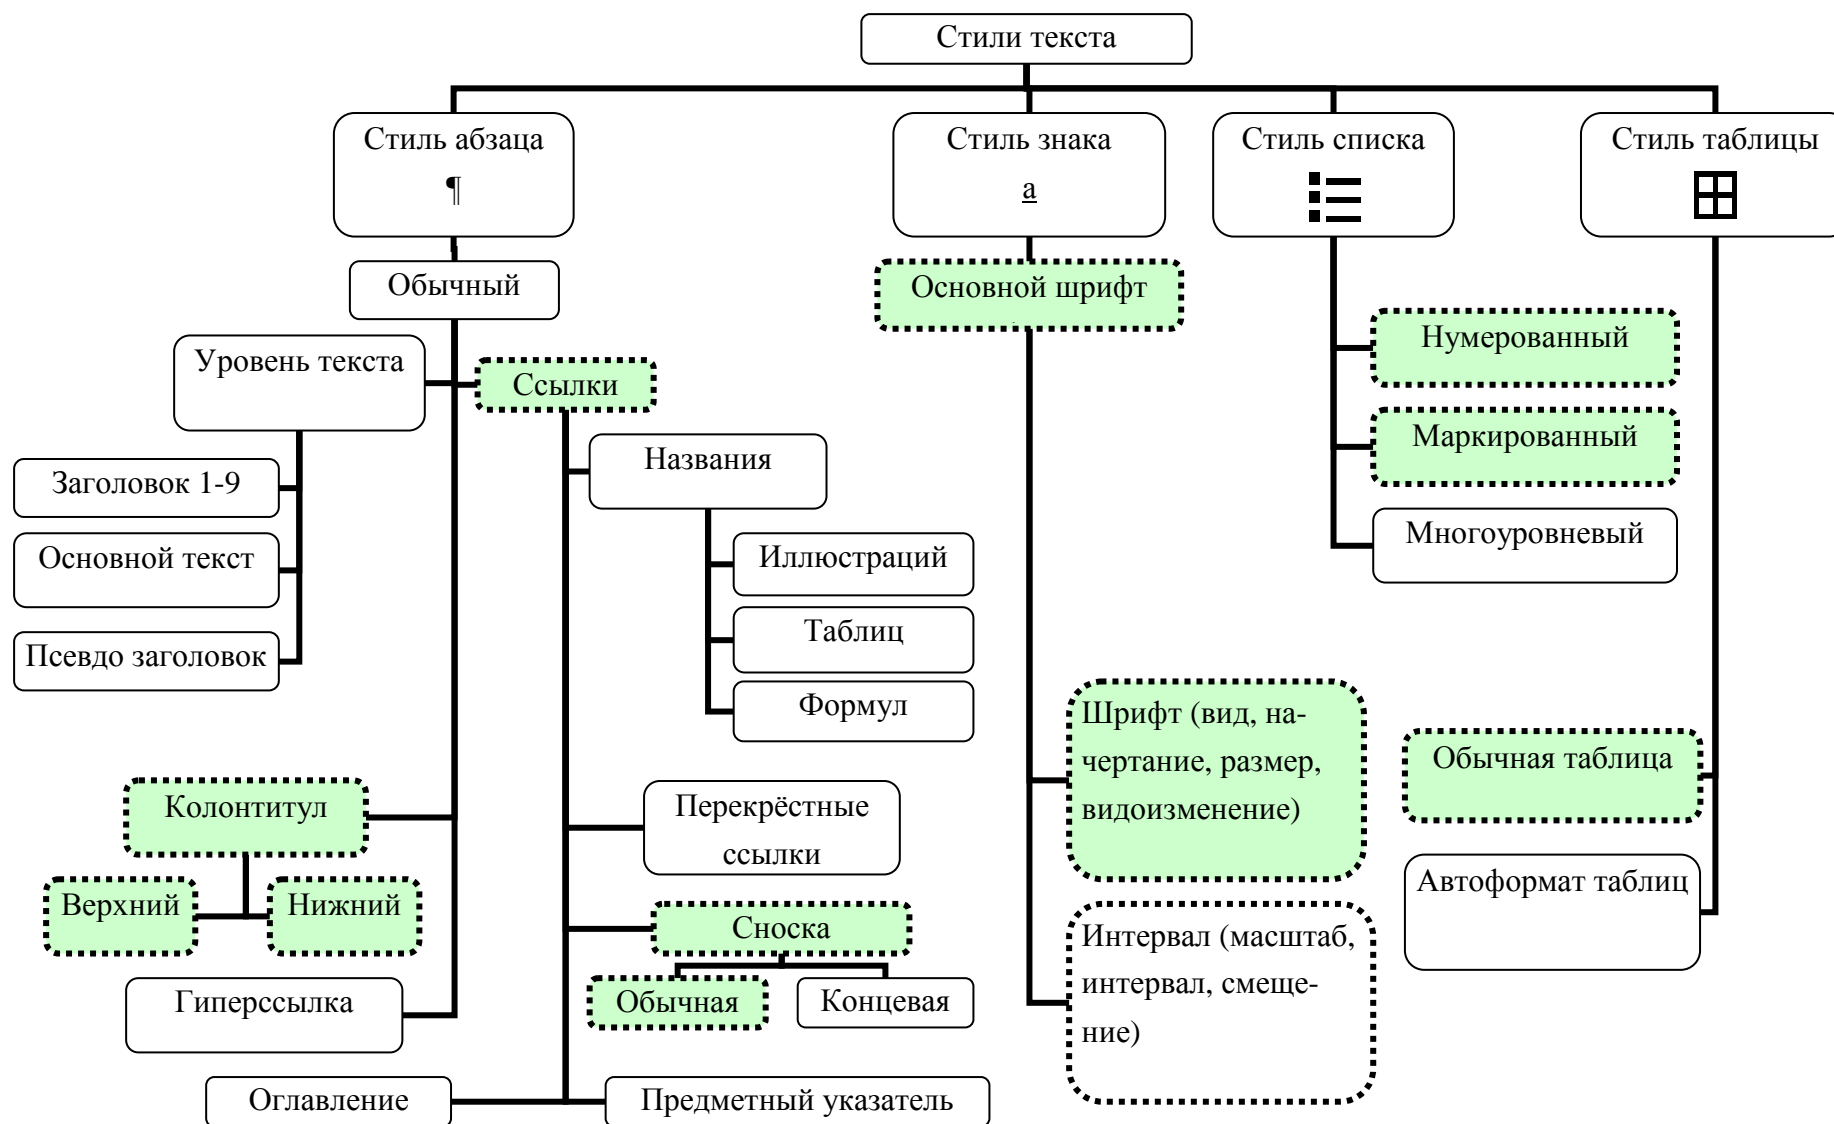 Стили текста
Стиль абзаца
¶
Стиль знака
а
Стиль списка
Стиль таблицы
Обычный
Основной шрифт
Уровень текста
Ссылки
Нумерованный
Маркированный
Многоуровневый
Названия
Заголовок 1-9
Основной текст
Псевдо заголовок
Иллюстраций
Таблиц
Формул
Шрифт (вид, на-
чертание, размер,
видоизменение)
Обычная таблица
Колонтитул
Верхний
Нижний
Перекрёстные
ссылки
Автоформат таблиц
Сноска
Обычная
Концевая
Интервал (масштаб,
интервал, смеще-
ние)
Гиперссылка
Оглавление
Предметный указатель